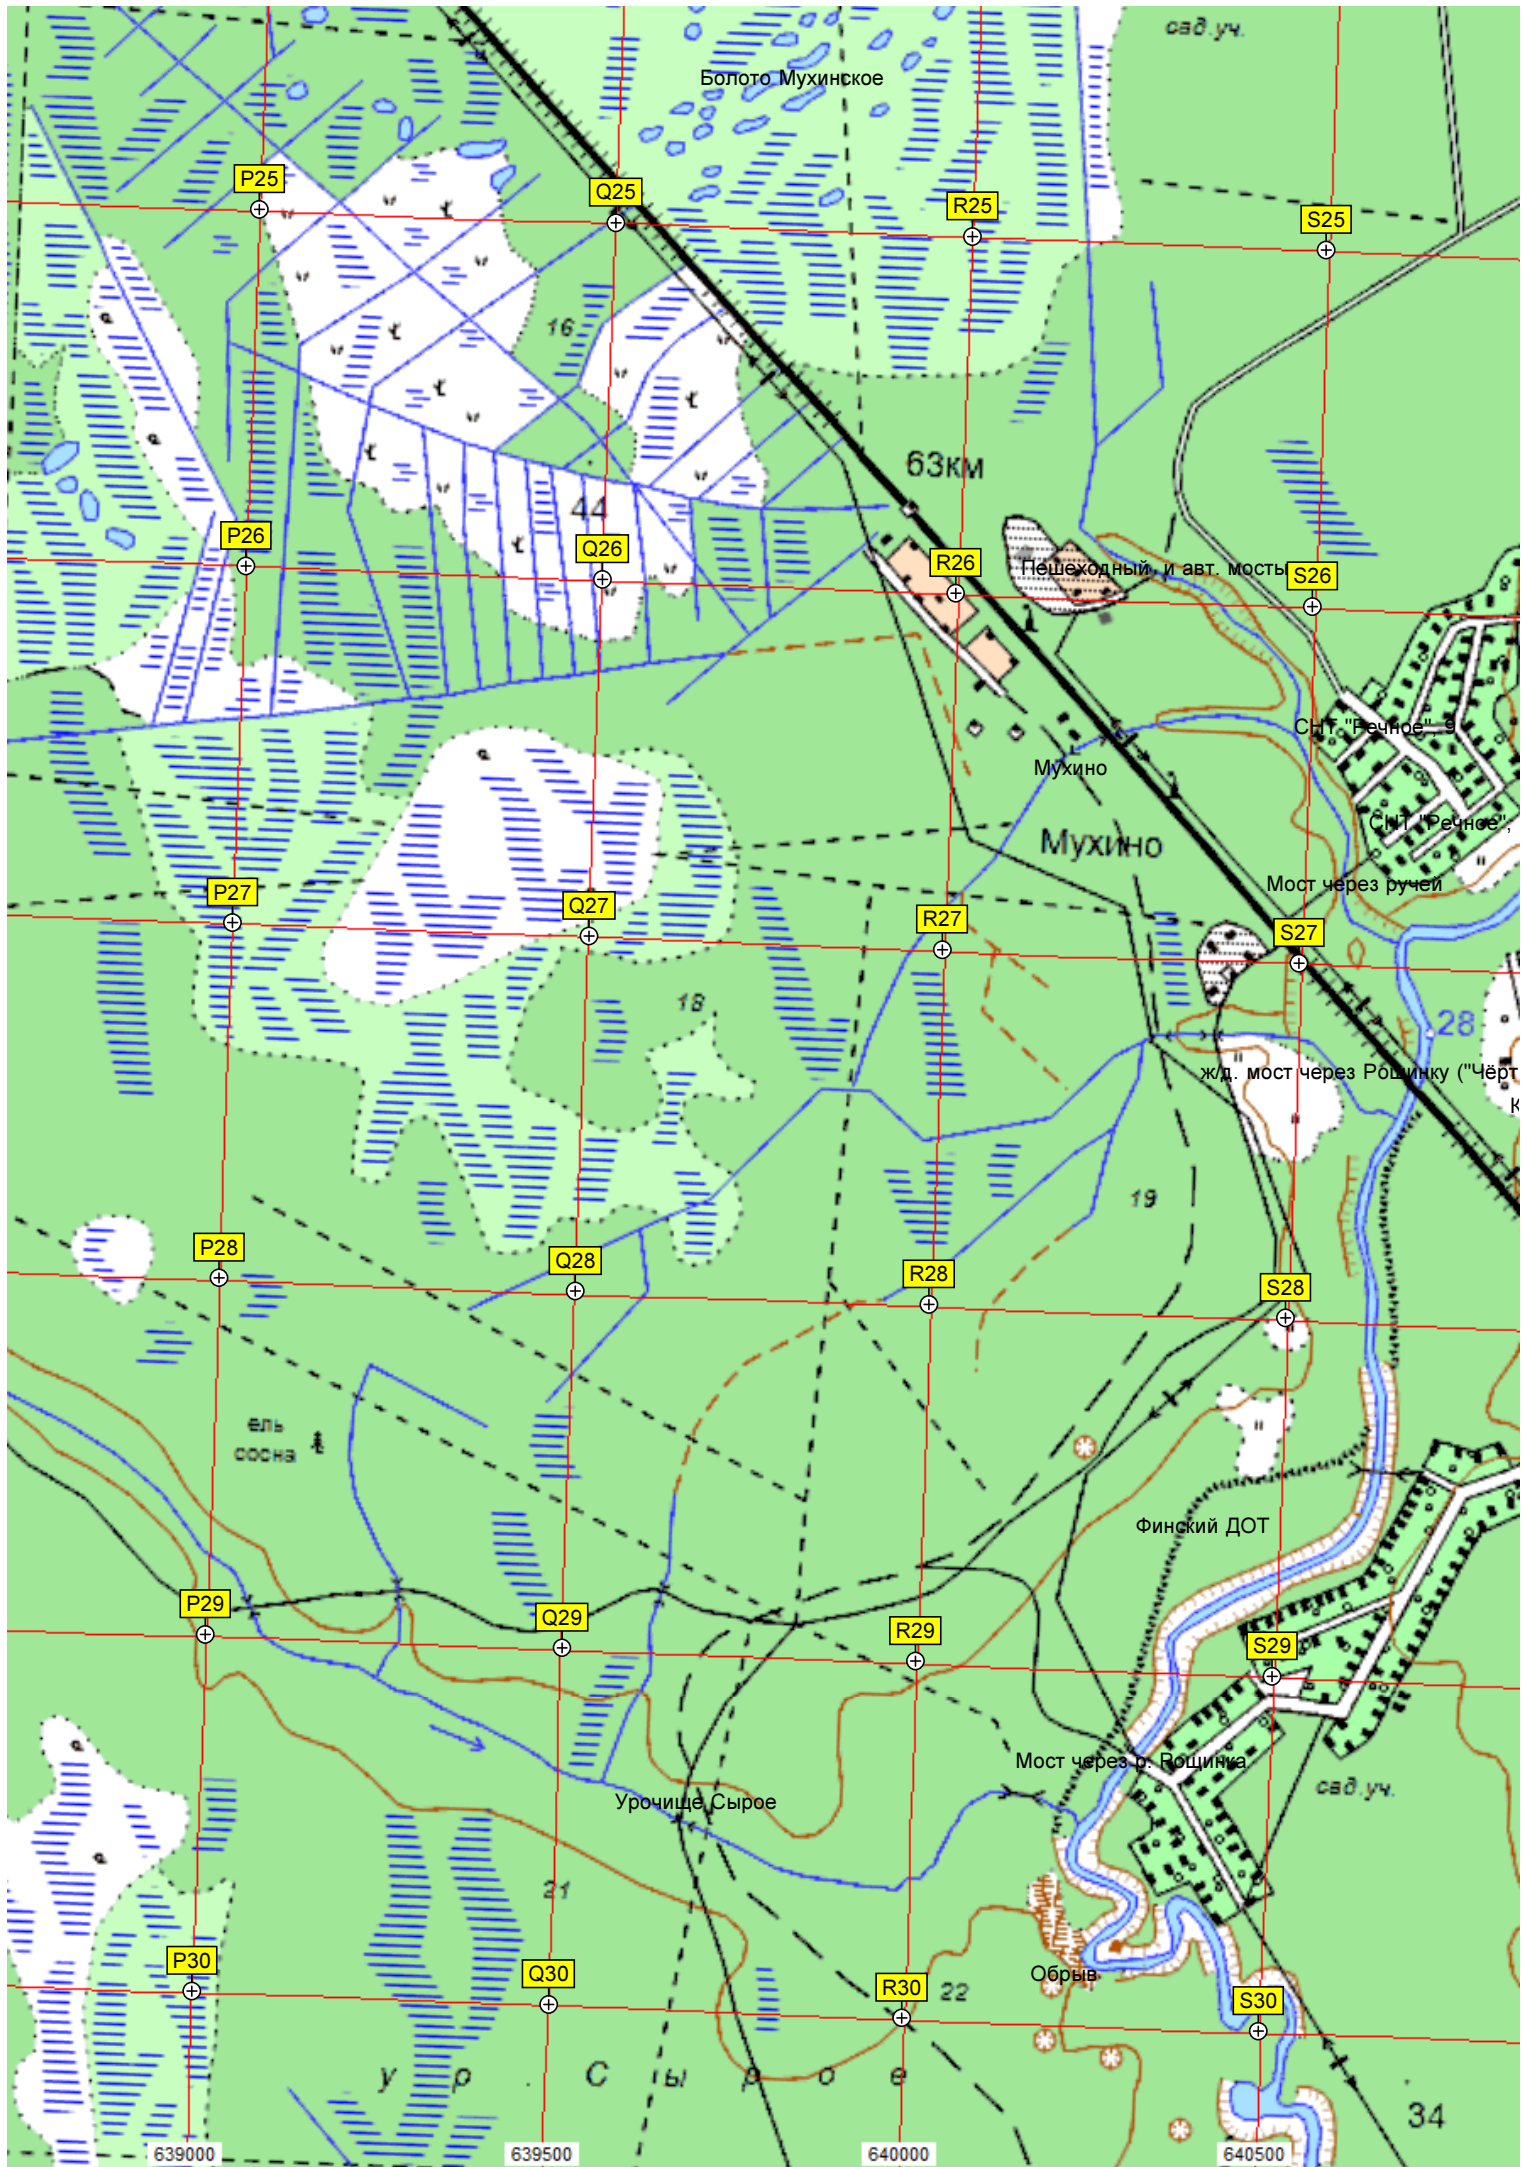 сад.уч.
Болото Мухинское
P25
Q25
R25
S25
16
63км
44
P26
Q26
R26
Пешеходный и авт. мосты
S26
СНТ "Речное", 9
Мухино
СНТ "Речное",
Мухино
Мост через ручей
P27
Q27
R27
S27
18
28
ж/д. мост через Рощинку ("Чёрт
К
19
P28
Q28
R28
S28
ель
сосна
Финский ДОТ
P29
Q29
R29
S29
Мост через р. Рощинка
сад.уч.
Урочище Сырое
21
P30
Q30
R30
22
Обрыв
S30
ур. Сырое
34
639000
639500
640000
640500